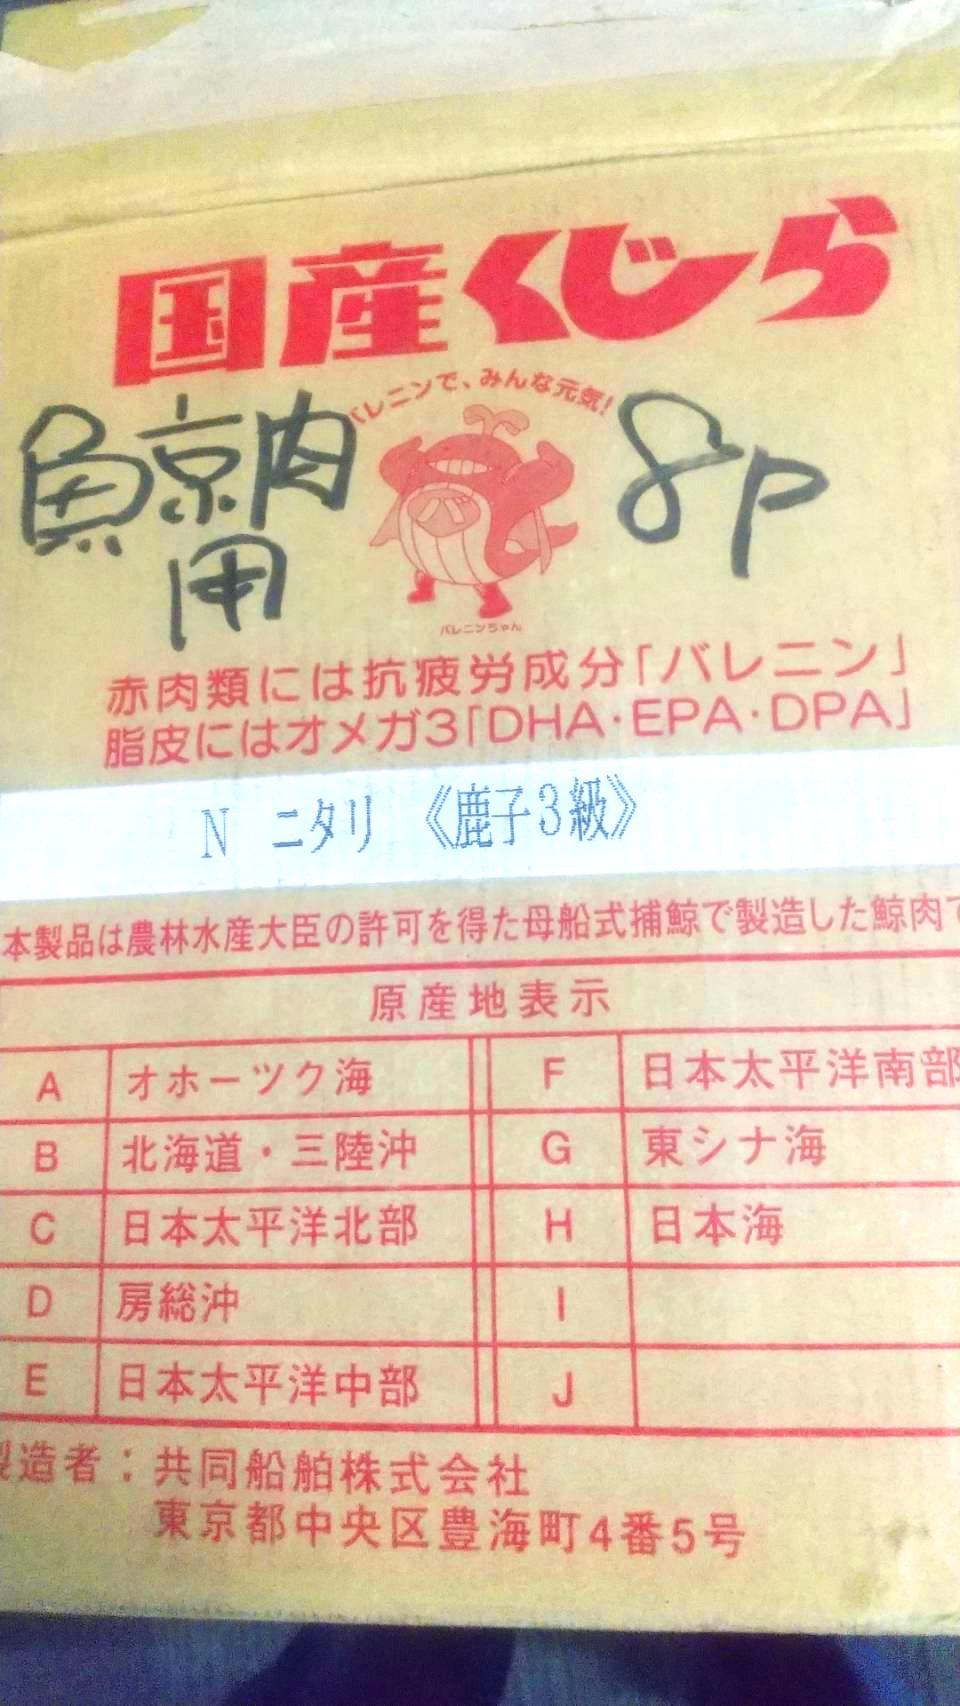 国産くじら
バレニンで、みんな元気!
鯨肉 8P
用
バレニンちゃん
赤肉類には抗疲労成分「バレニン」
脂皮にはオメガ3「DHA・EPA・DPA」
N ニタリ 《鹿子3級》
本製品は農林水産大臣の許可を得た母船式捕鯨で製造した鯨肉で
原産地表示
A オホーツク海 F 日本太平洋南部
B 北海道・三陸沖 G 東シナ海
C 日本太平洋北部 H 日本海
D 房総沖 I
E 日本太平洋中部 J
製造者：共同船舶株式会社
東京都中央区豊海町4番5号